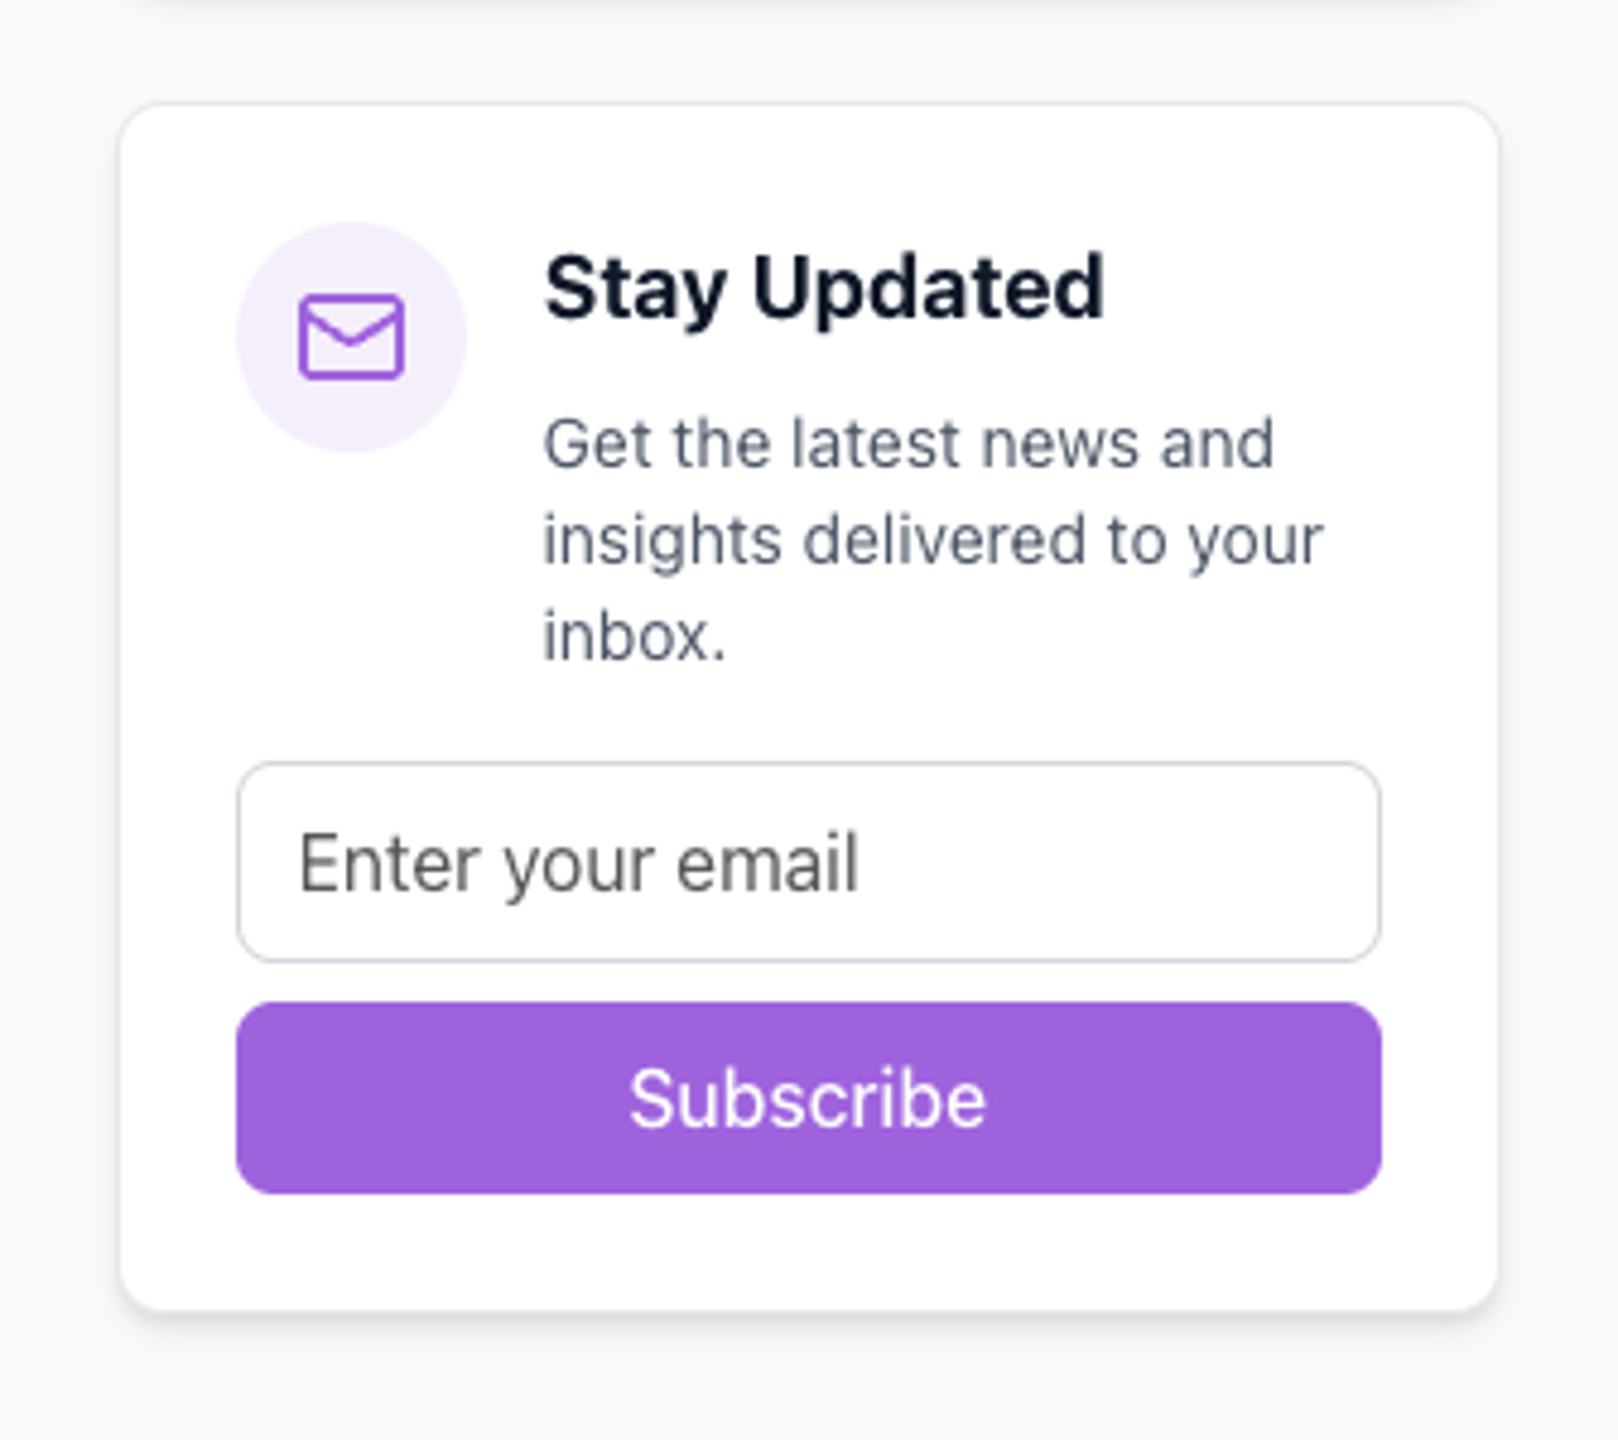 Stay Updated
Get the latest news and
insights delivered to your
inbox.
Enter your email
Subscribe